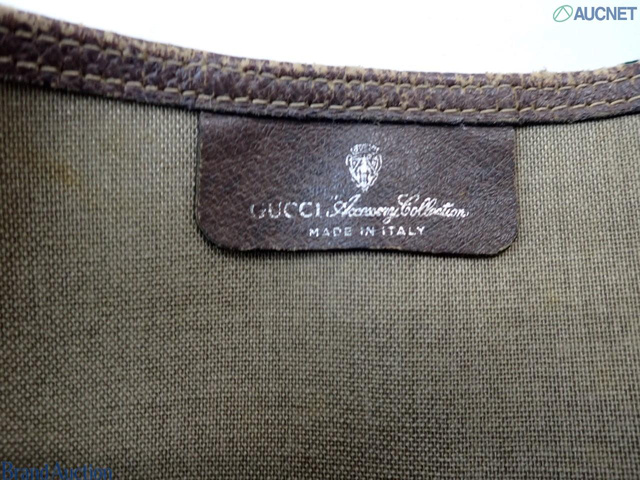 AUCNET
GUCCI Accessory Collection
MADE IN ITALY
Brand Auction